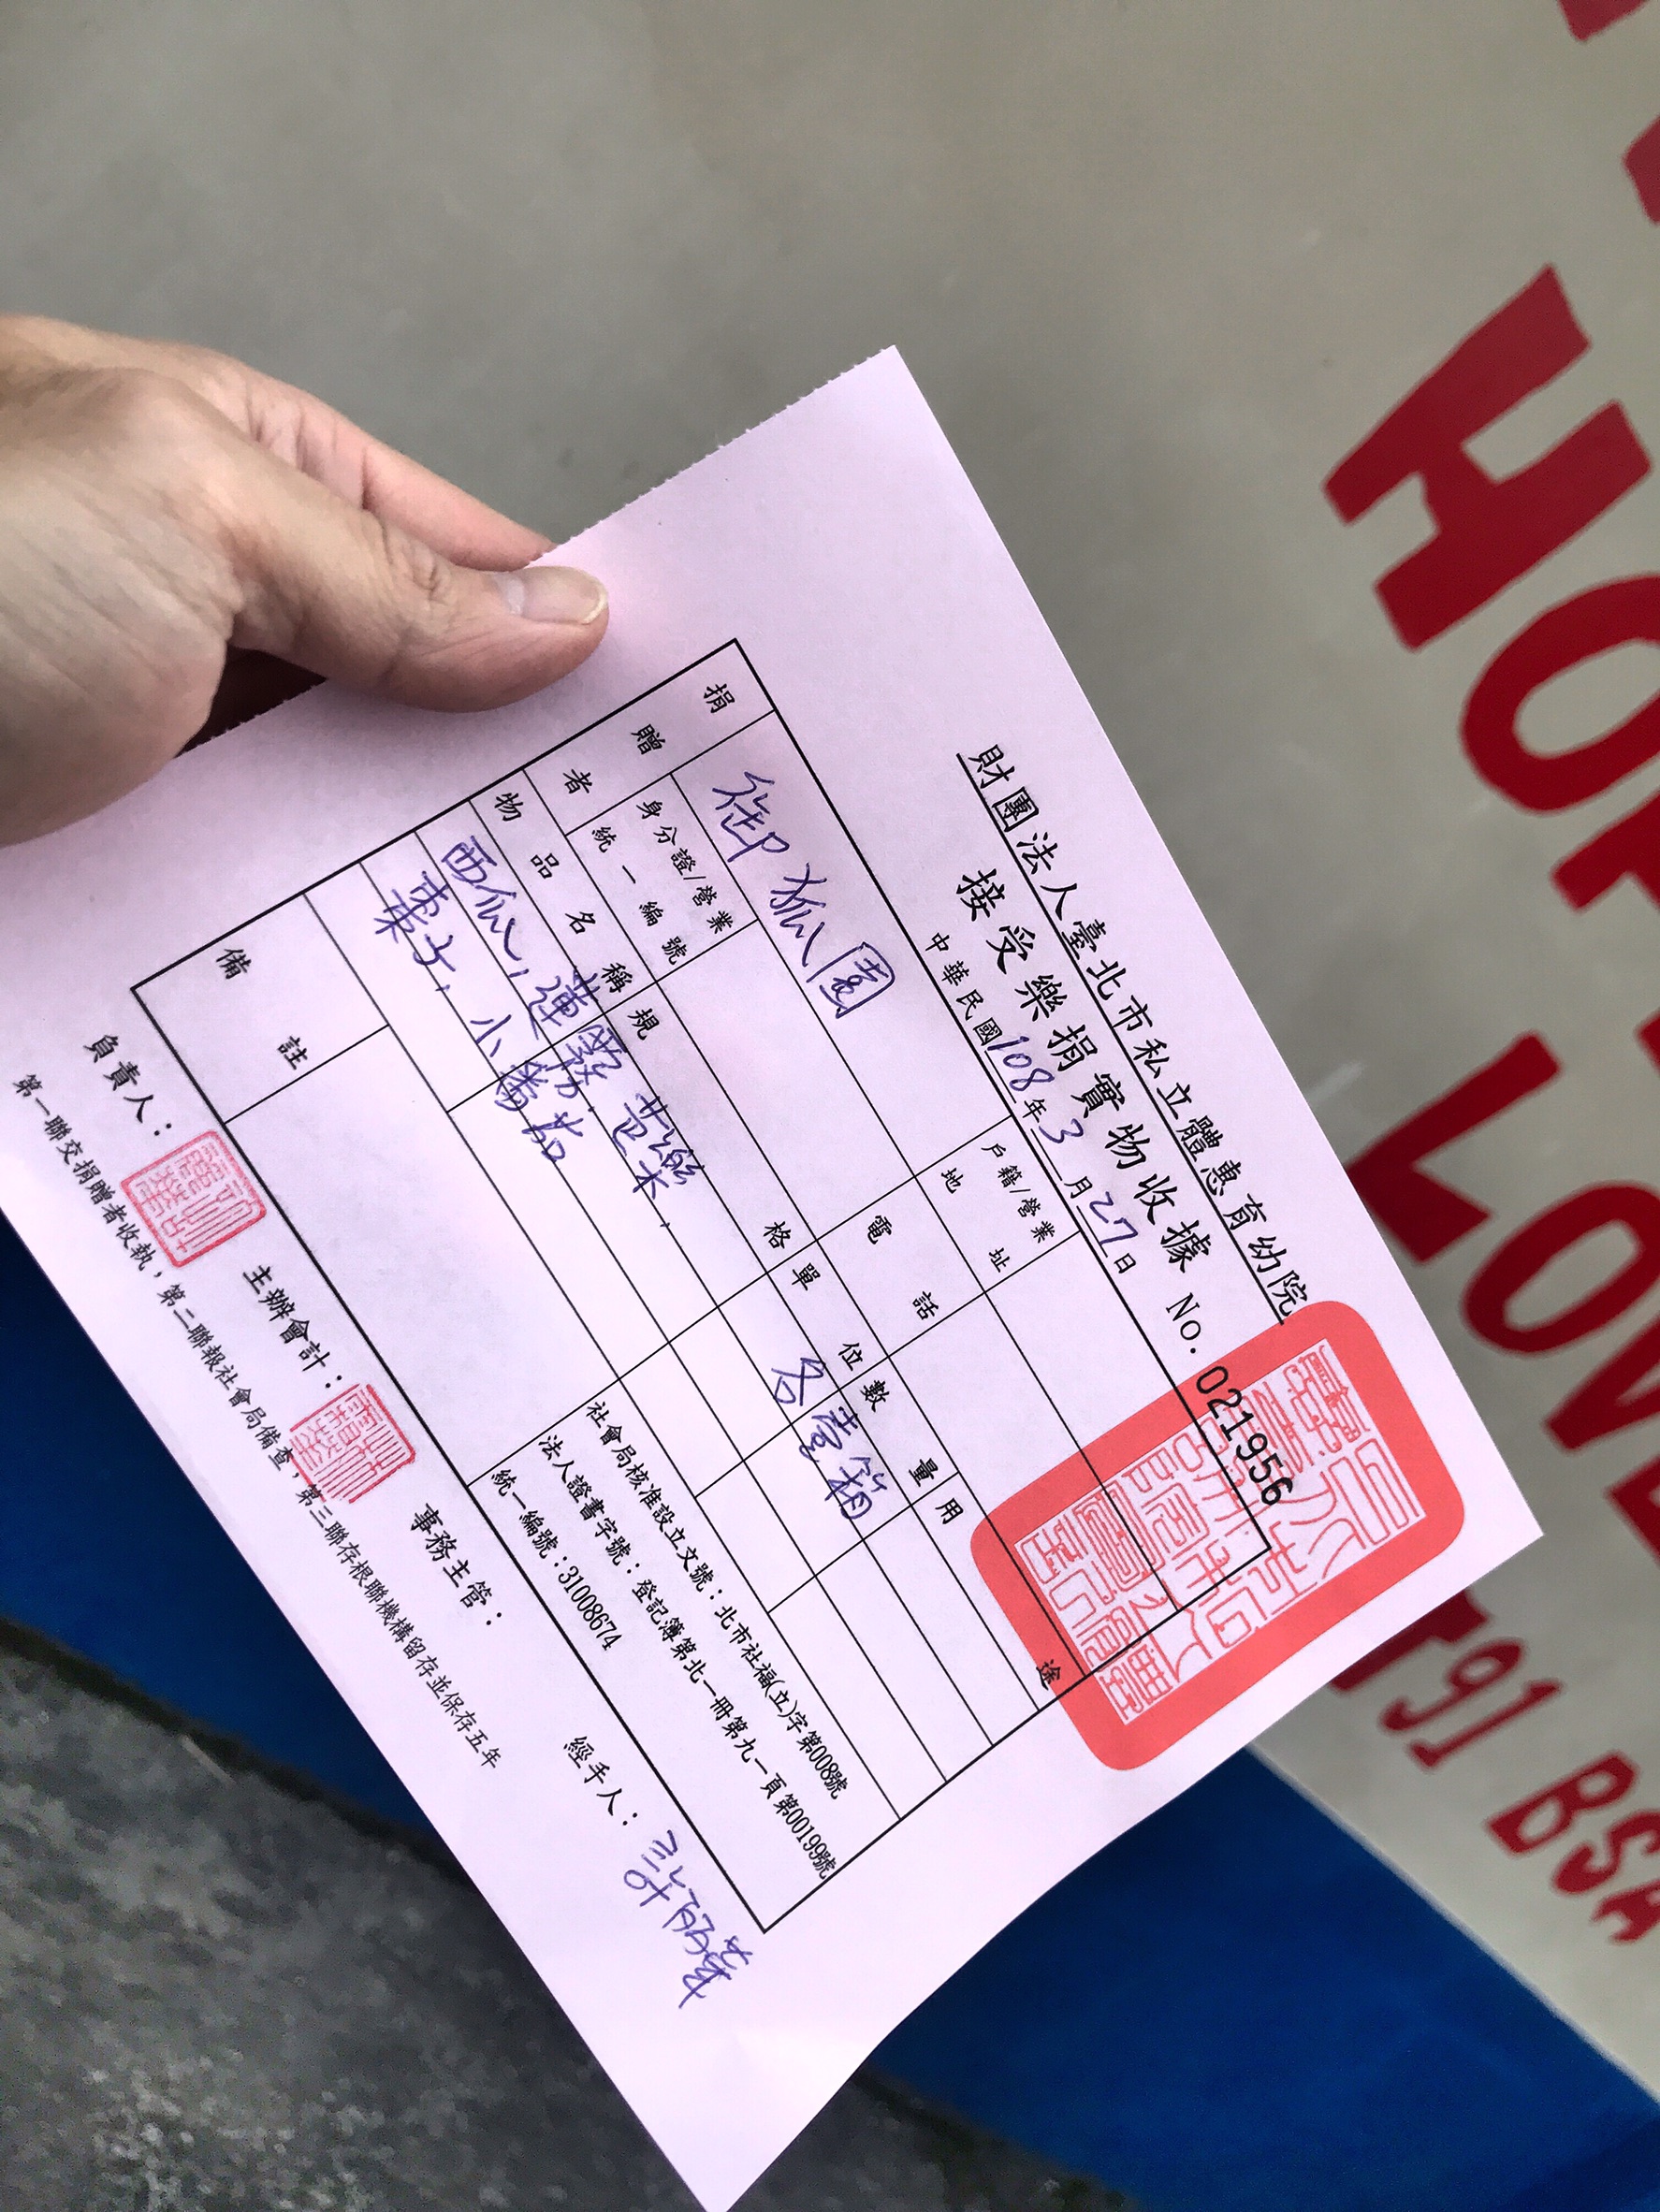 財團法人臺北市私立體惠育幼院
接受樂捐實物收據 No. 021956
中華民國108年3月27日
捐贈者
御狐園
戶籍/營業地址
身分證/營業統一編號
電話
物品名稱 規格 單位 數量 用途
西瓜, 蓮霧, 芭樂,
棗子, 小番茄
各壹箱
備註
社會局核准設立文號：北市社福(立)字第008號
法人證書字號：登記簿第北一冊第九一頁第00199號
統一編號：31008674
負責人： 主辦會計： 事務主管： 經手人：
第一聯交捐贈者收執，第二聯報社會局備查，第三聯存根聯機構留存並保存五年
LOVE
T91 BSA